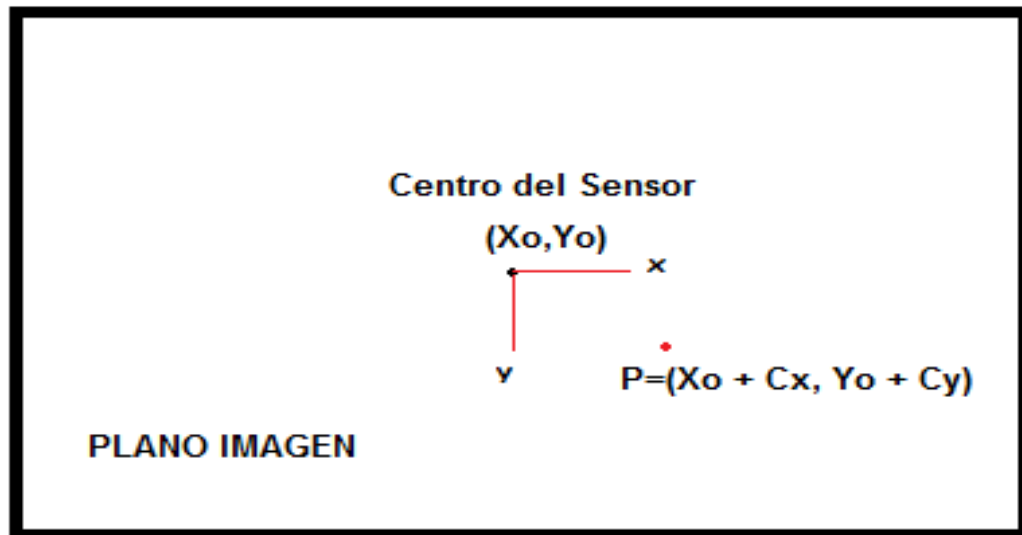 Centro del Sensor
(Xo,Yo)
x
y
P=(Xo + Cx, Yo + Cy)
PLANO IMAGEN